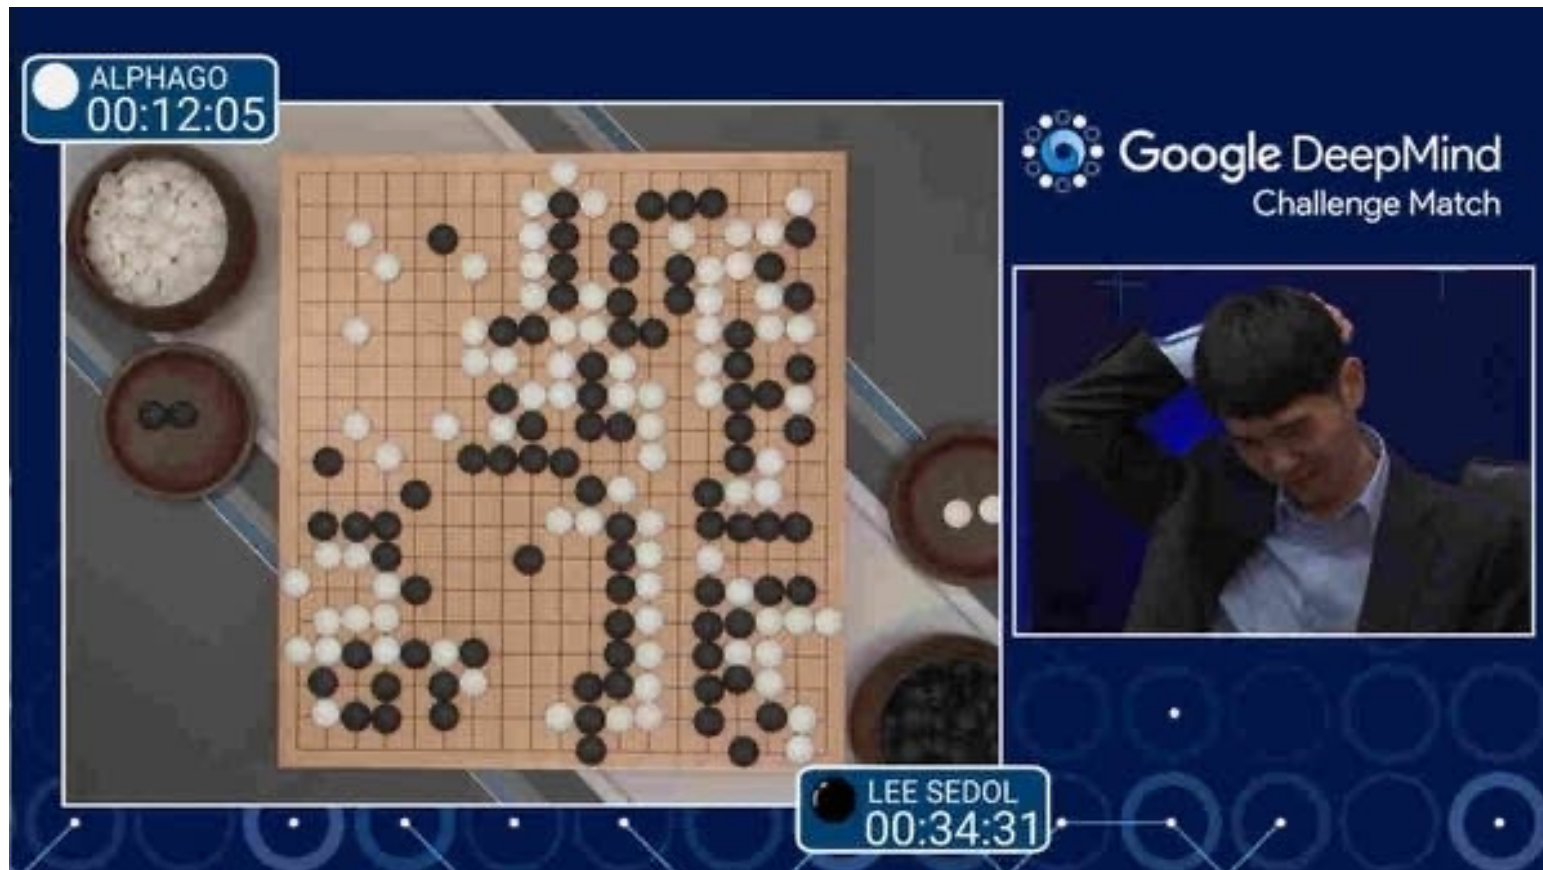 ALPHAGO
00:12:05
Google DeepMind
Challenge Match
LEE SEDOL
00:34:31